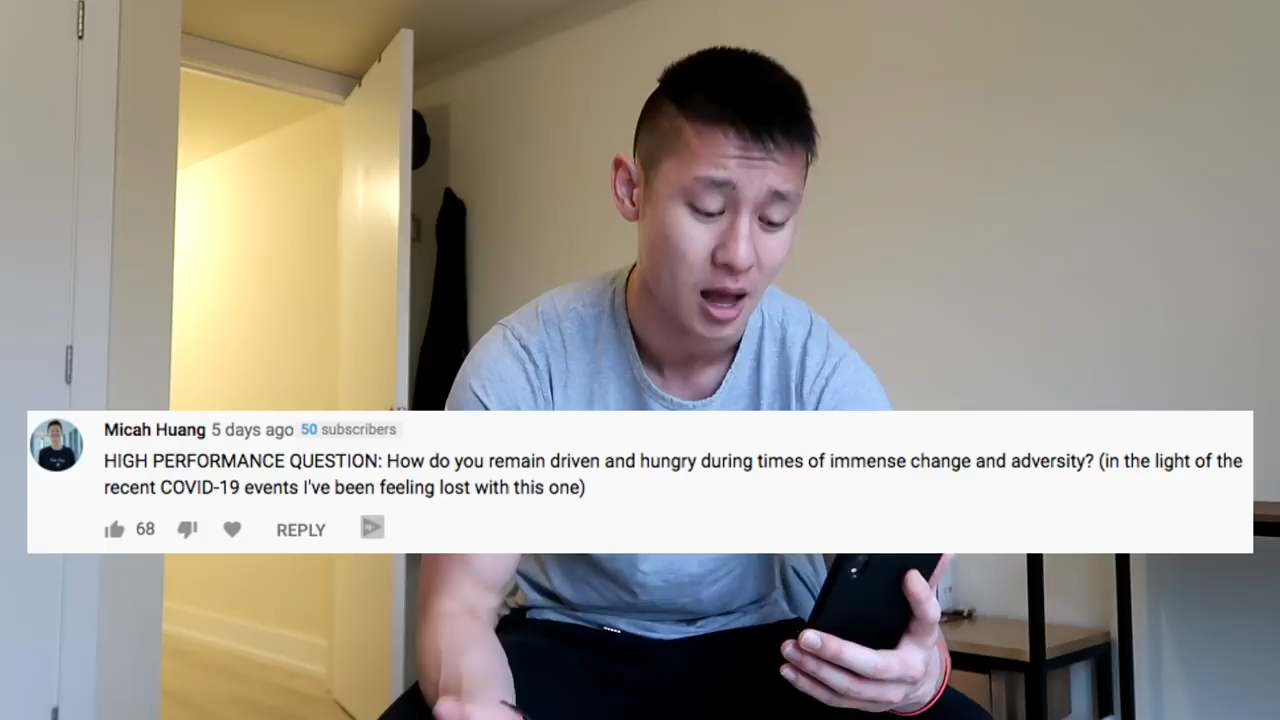 Micah Huang 5 days ago 50 subscribers
HIGH PERFORMANCE QUESTION: How do you remain driven and hungry during times of immense change and adversity? (in the light of the
recent COVID-19 events I've been feeling lost with this one)
68 REPLY